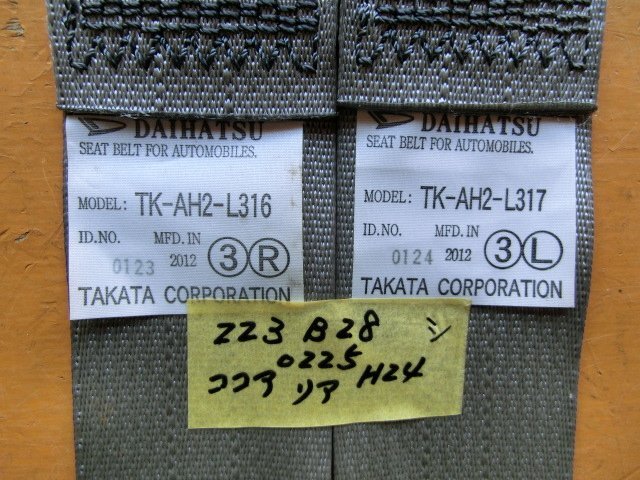 DAIHATSU
SEAT BELT FOR AUTOMOBILES.
MODEL: TK-AH2-L316
ID.NO. MFD. IN
0123 2012 3 R
TAKATA CORPORATION
DAIHATSU
SEAT BELT FOR AUTOMOBILES.
MODEL: TK-AH2-L317
ID.NO. MFD. IN
0124 2012 3 L
TAKATA CORPORATION
223 B28 シ
0225
ココア リア H24